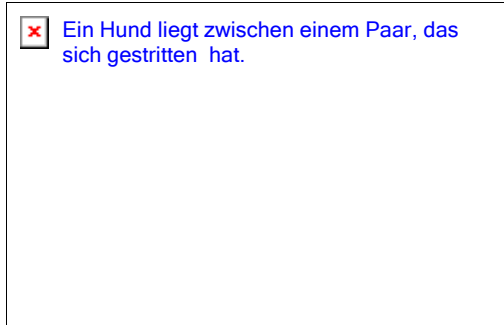 Ein Hund liegt zwischen einem Paar, das
sich gestritten  hat.